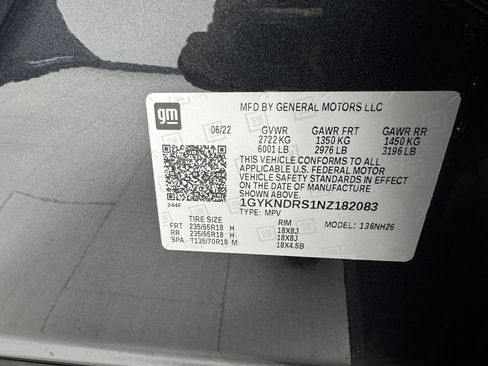 MFD BY GENERAL MOTORS LLC
gm
06/22 GVWR GAWR FRT GAWR RR
2722 KG 1350 KG 1450 KG
6001 LB 2976 LB 3196 LB
THIS VEHICLE CONFORMS TO ALL
APPLICABLE U.S. FEDERAL MOTOR
VEHICLE SAFETY STANDARDS IN EFFECT
ON THE DATE OF MANUFACTURE
SHOWN ABOVE.
1GYKNDRS1NZ182083
244F TYPE: MPV
TIRE SIZE RIM MODEL: 136NH26
FRT 235/65R18 H 18X8J
RR 235/65R18 H 18X8J
SPA T135/70R18 M 18X4.5B